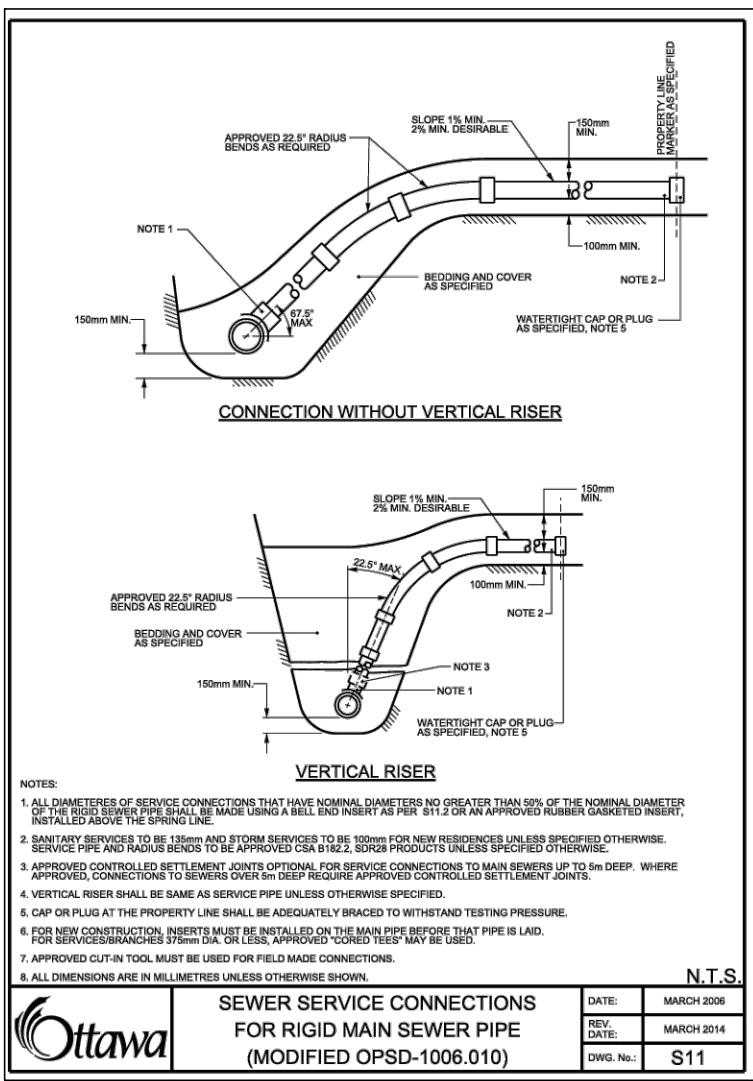 PROPERTY LINE
MARKER AS SPECIFIED
SLOPE 1% MIN.
2% MIN. DESIRABLE
150mm
MIN.
APPROVED 22.5° RADIUS
BENDS AS REQUIRED
NOTE 1
100mm MIN.
BEDDING AND COVER
AS SPECIFIED
NOTE 2
67.5°
MAX
150mm MIN.
WATERTIGHT CAP OR PLUG
AS SPECIFIED, NOTE 5
CONNECTION WITHOUT VERTICAL RISER
SLOPE 1% MIN.
2% MIN. DESIRABLE
150mm
MIN.
22.5° MAX
100mm MIN.
APPROVED 22.5° RADIUS
BENDS AS REQUIRED
NOTE 2
BEDDING AND COVER
AS SPECIFIED
NOTE 3
150mm MIN.
NOTE 1
WATERTIGHT CAP OR PLUG
AS SPECIFIED, NOTE 5
VERTICAL RISER
NOTES:
1. ALL DIAMETERES OF SERVICE CONNECTIONS THAT HAVE NOMINAL DIAMETERS NO GREATER THAN 50% OF THE NOMINAL DIAMETER
OF THE RIGID SEWER PIPE SHALL BE MADE USING A BELL END INSERT AS PER S11.2 OR AN APPROVED RUBBER GASKETED INSERT,
INSTALLED ABOVE THE SPRING LINE.
2. SANITARY SERVICES TO BE 135mm AND STORM SERVICES TO BE 100mm FOR NEW RESIDENCES UNLESS SPECIFIED OTHERWISE.
SERVICE PIPE AND RADIUS BENDS TO BE APPROVED CSA B182.2, SDR28 PRODUCTS UNLESS SPECIFIED OTHERWISE.
3. APPROVED CONTROLLED SETTLEMENT JOINTS OPTIONAL FOR SERVICE CONNECTIONS TO MAIN SEWERS UP TO 5m DEEP. WHERE
APPROVED, CONNECTIONS TO SEWERS OVER 5m DEEP REQUIRE APPROVED CONTROLLED SETTLEMENT JOINTS.
4. VERTICAL RISER SHALL BE SAME AS SERVICE PIPE UNLESS OTHERWISE SPECIFIED.
5. CAP OR PLUG AT THE PROPERTY LINE SHALL BE ADEQUATELY BRACED TO WITHSTAND TESTING PRESSURE.
6. FOR NEW CONSTRUCTION, INSERTS MUST BE INSTALLED ON THE MAIN PIPE BEFORE THAT PIPE IS LAID.
FOR SERVICES/BRANCHES 375mm DIA. OR LESS, APPROVED "CORED TEES" MAY BE USED.
7. APPROVED CUT-IN TOOL MUST BE USED FOR FIELD MADE CONNECTIONS.
8. ALL DIMENSIONS ARE IN MILLIMETRES UNLESS OTHERWISE SHOWN.
N.T.S.
Ottawa
SEWER SERVICE CONNECTIONS
FOR RIGID MAIN SEWER PIPE
(MODIFIED OPSD-1006.010)
DATE: MARCH 2006
REV.
DATE: MARCH 2014
DWG. No.: S11